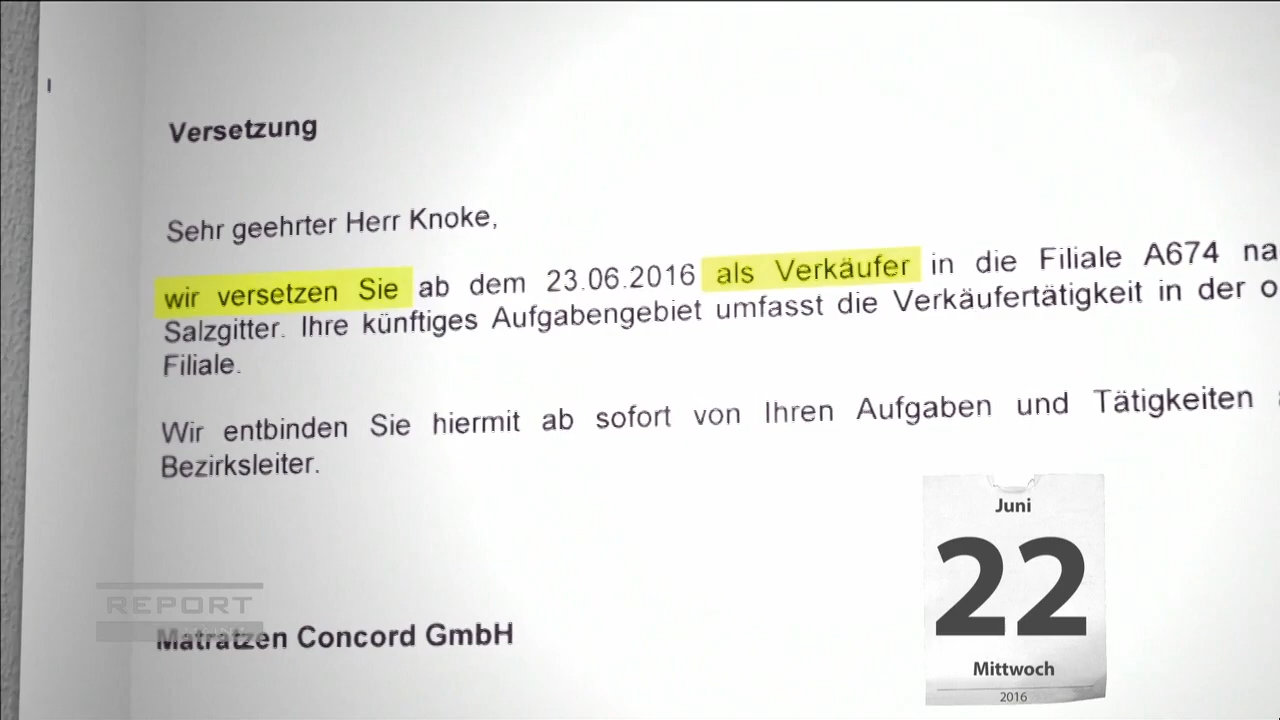 Versetzung
Sehr geehrter Herr Knoke,
wir versetzen Sie ab dem 23.06.2016 als Verkäufer in die Filiale A674 na
Salzgitter. Ihre künftiges Aufgabengebiet umfasst die Verkäufertätigkeit in der o
Filiale.
Wir entbinden Sie hiermit ab sofort von Ihren Aufgaben und Tätigkeiten
Bezirksleiter.
Juni
22
Mittwoch
2016
REPORT
Matratzen Concord GmbH